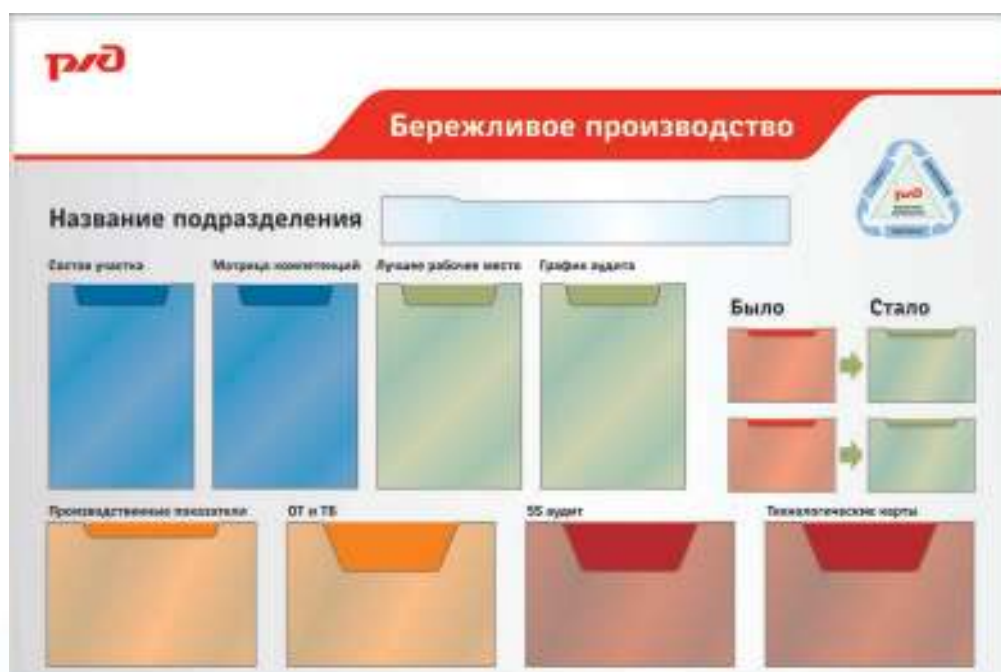 ржд
Бережливое производство
ржд
Название подразделения
Состав участка
Матрица компетенций
Лучшее рабочее место
График аудита
Было
Стало
Производственные показатели
ОТ и ТБ
5S аудит
Технологические карты